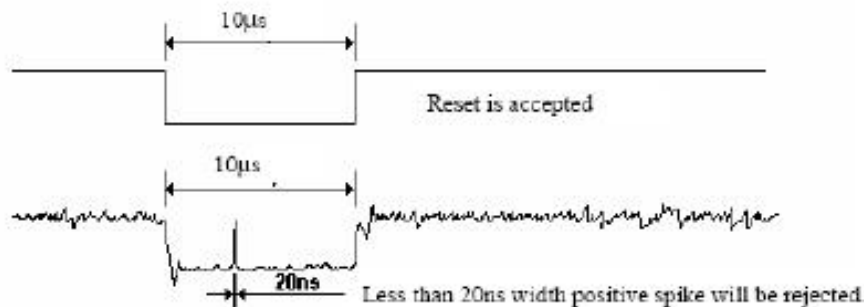 10μs
Reset is accepted
10μs
20ns
Less than 20ns width positive spike will be rejected